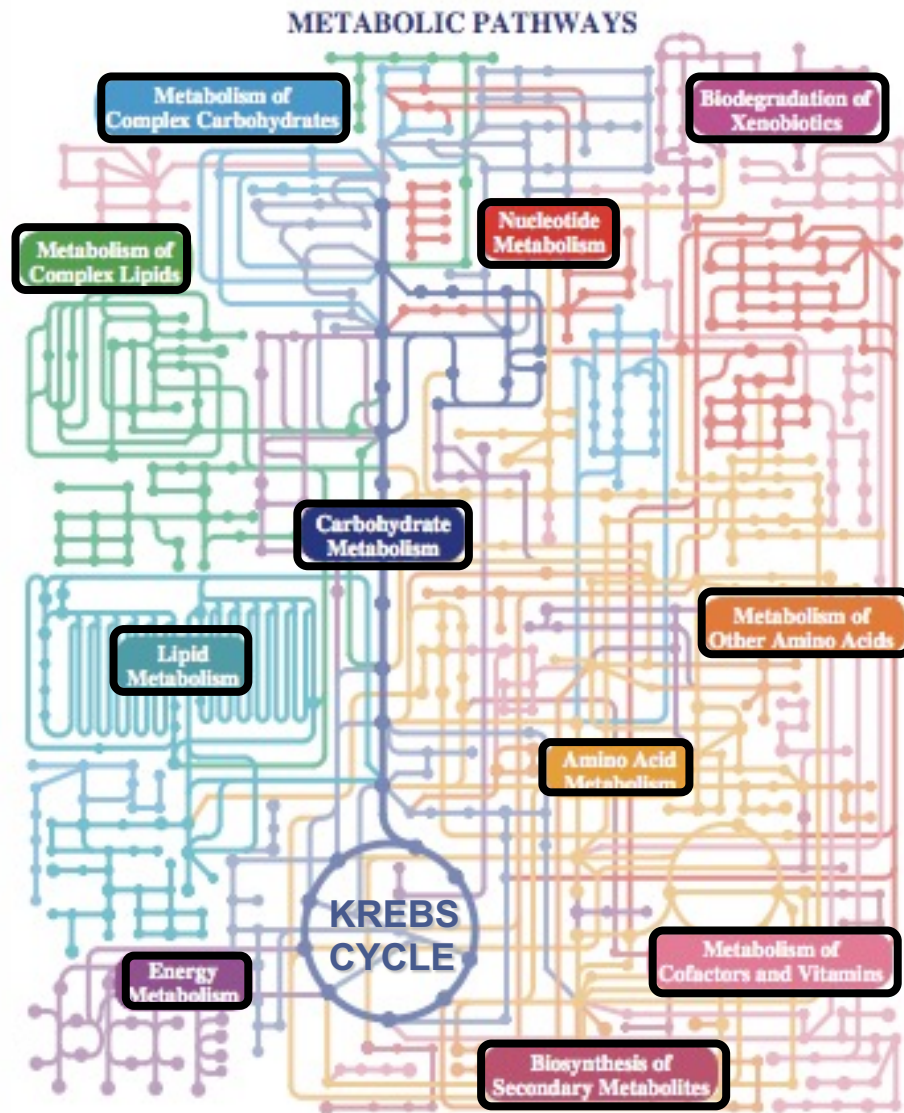 METABOLIC PATHWAYS
Metabolism of
Complex Carbohydrates
Biodegradation of
Xenobiotics
Nucleotide
Metabolism
Metabolism of
Complex Lipids
Carbohydrate
Metabolism
Metabolism of
Other Amino Acids
Lipid
Metabolism
Amino Acid
Metabolism
KREBS
CYCLE
Metabolism of
Cofactors and Vitamins
Energy
Metabolism
Biosynthesis of
Secondary Metabolites